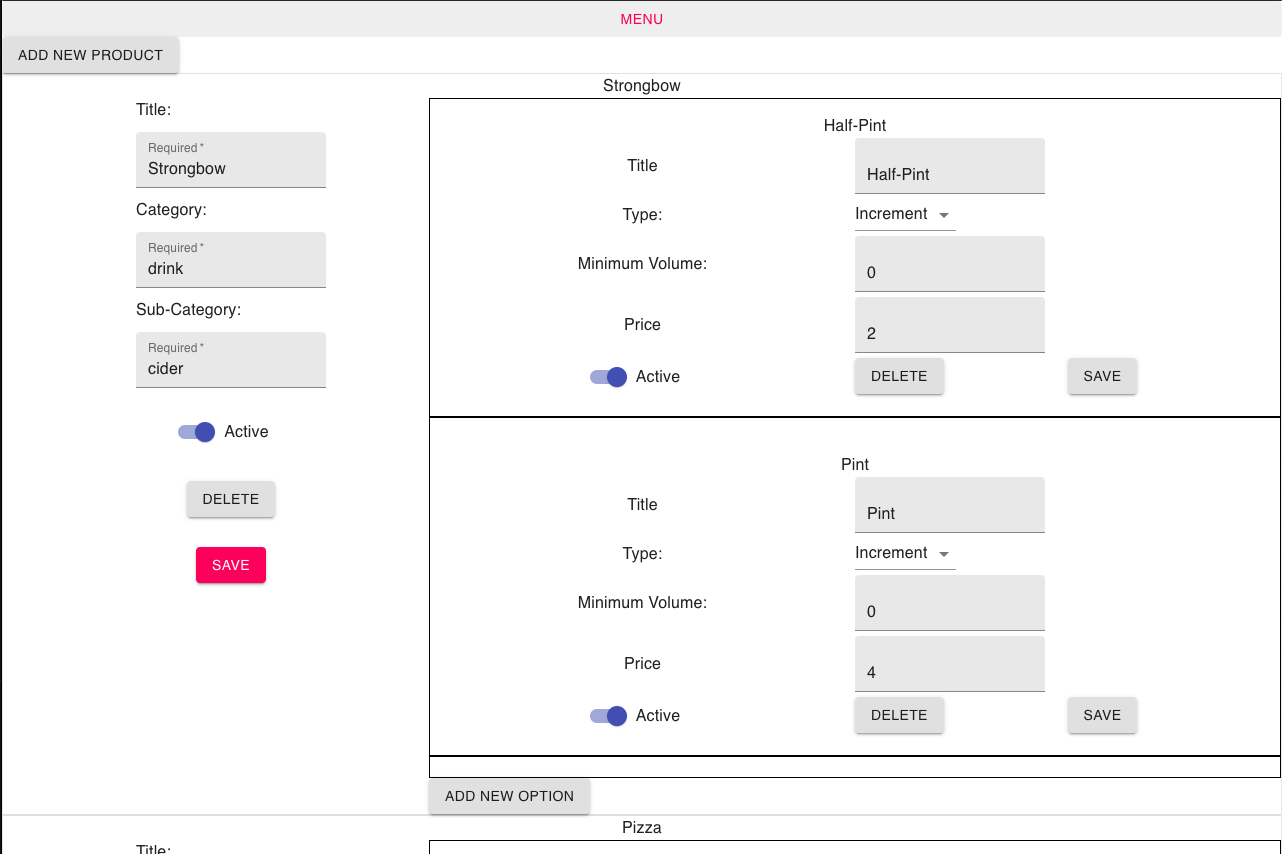 MENU
ADD NEW PRODUCT
Strongbow
Title:
Required *
Strongbow
Category:
Required *
drink
Sub-Category:
Required *
cider
Active
DELETE
SAVE
Half-Pint
Title
Half-Pint
Type:
Increment
Minimum Volume:
0
Price
2
Active
DELETE
SAVE
Pint
Title
Pint
Type:
Increment
Minimum Volume:
0
Price
4
Active
DELETE
SAVE
ADD NEW OPTION
Pizza
Title: